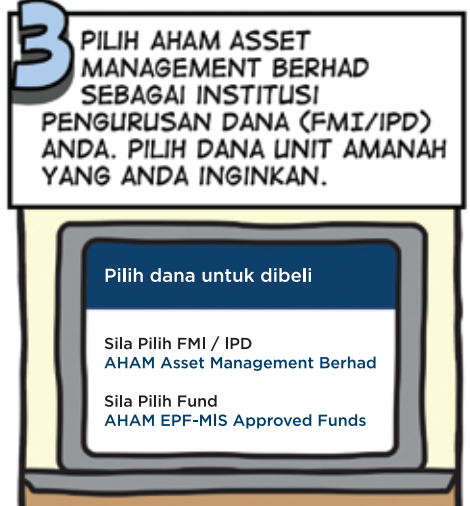 3
PILIH AHAM ASSET
MANAGEMENT BERHAD
SEBAGAI INSTITUSI
PENGURUSAN DANA (FMI/IPD)
ANDA. PILIH DANA UNIT AMANAH
YANG ANDA INGINKAN.
Pilih dana untuk dibeli
Sila Pilih FMI / IPD
AHAM Asset Management Berhad
Sila Pilih Fund
AHAM EPF-MIS Approved Funds